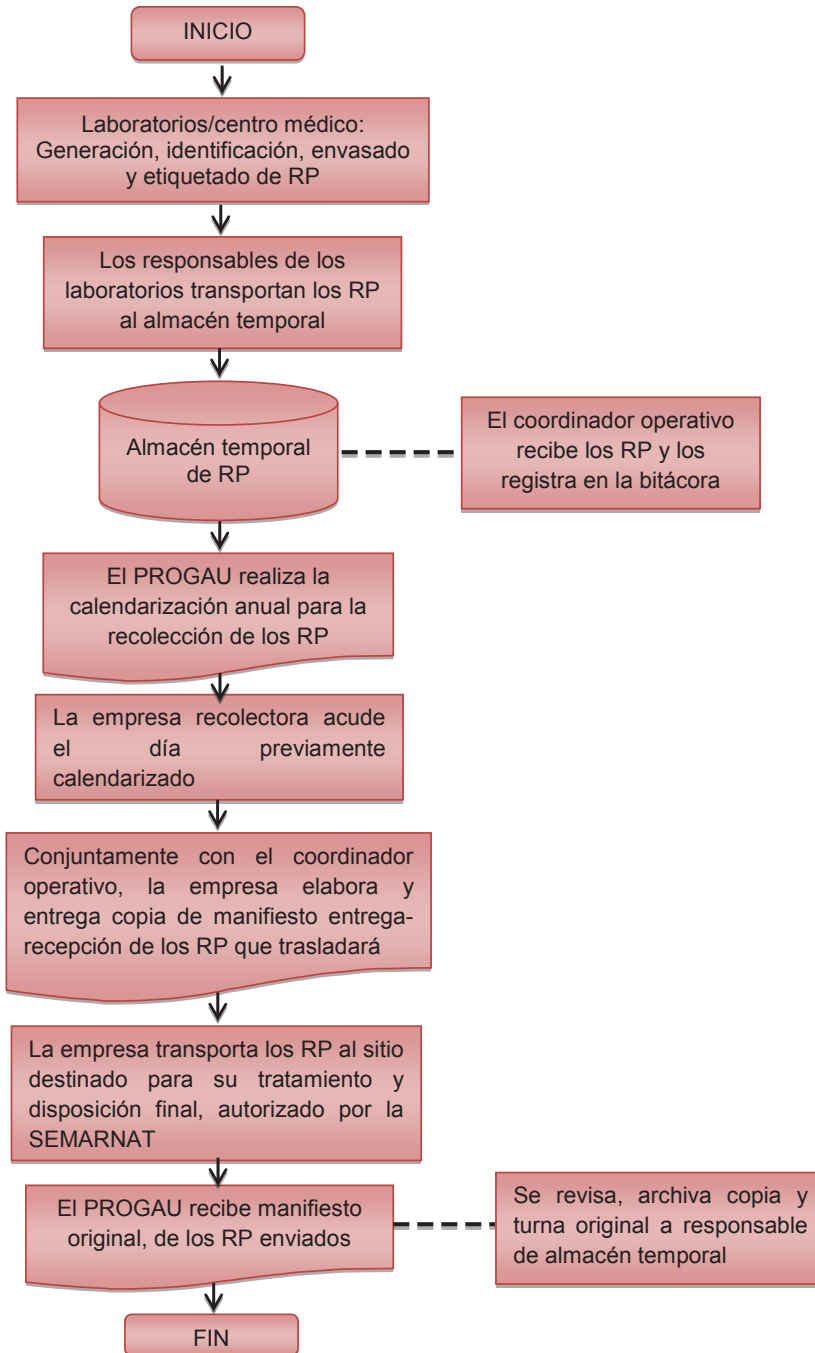 INICIO
Laboratorios/centro médico:
Generación, identificación, envasado
y etiquetado de RP
Los responsables de los
laboratorios transportan los RP
al almacén temporal
Almacén temporal
de RP
El coordinador operativo
recibe los RP y los
registra en la bitácora
El PROGAU realiza la
calendarización anual para la
recolección de los RP
La empresa recolectora acude
el día previamente
calendarizado
Conjuntamente con el coordinador
operativo, la empresa elabora y
entrega copia de manifiesto entrega-
recepción de los RP que trasladará
La empresa transporta los RP al sitio
destinado para su tratamiento y
disposición final, autorizado por la
SEMARNAT
El PROGAU recibe manifiesto
original, de los RP enviados
Se revisa, archiva copia y
turna original a responsable
de almacén temporal
FIN